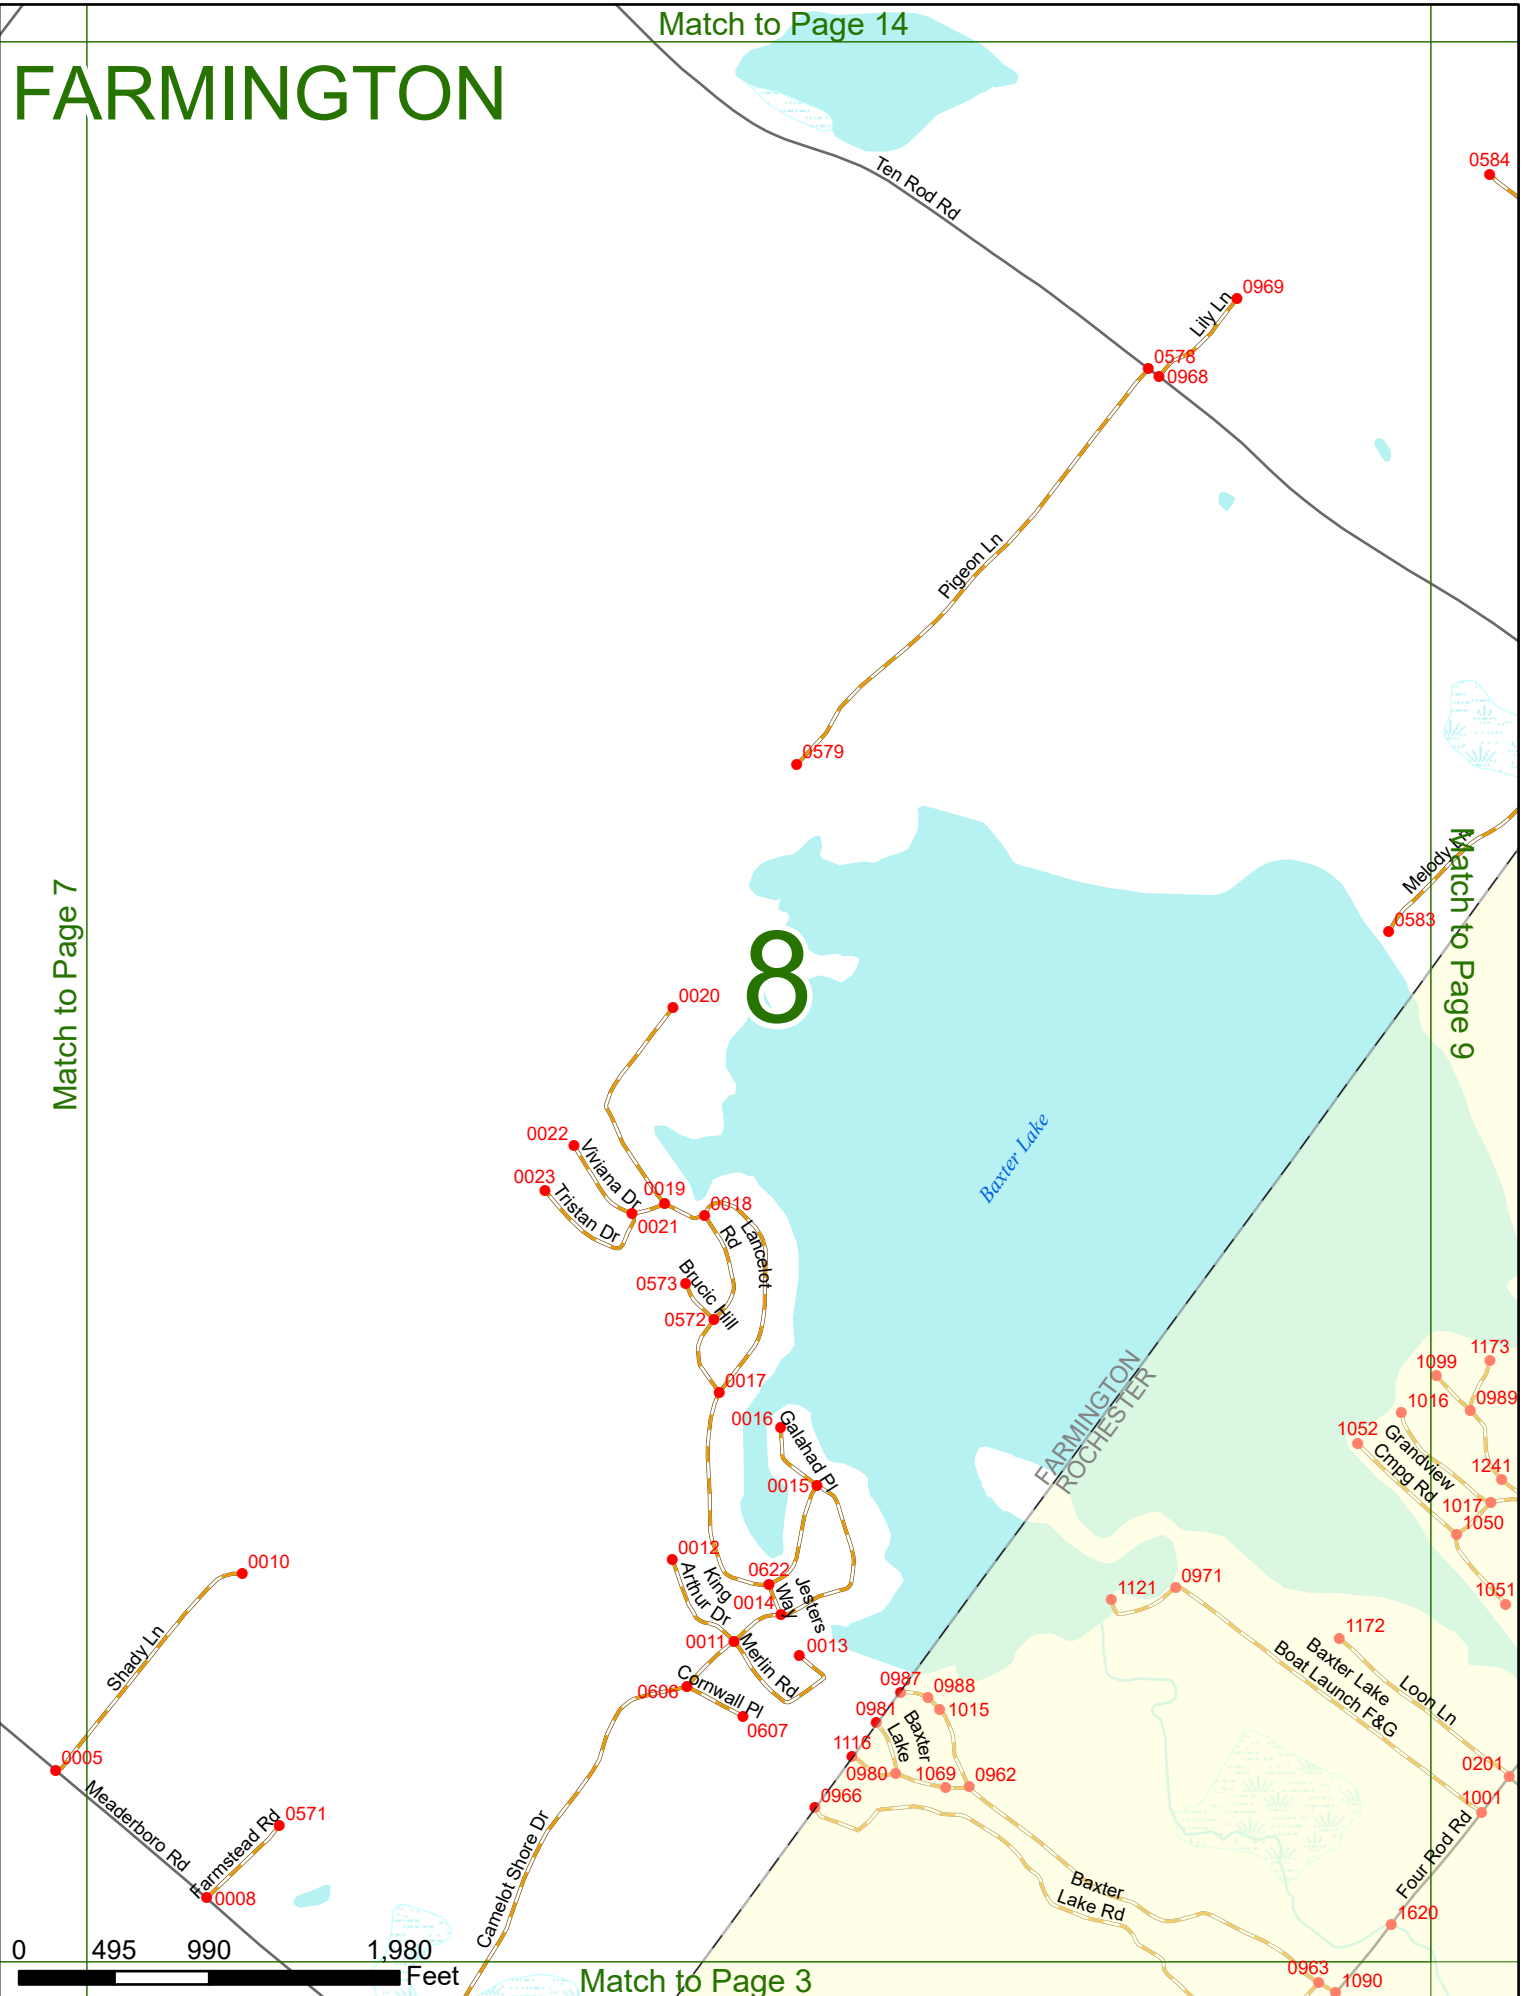 Match to Page 14
FARMINGTON
Ten Rod Rd
0584
0969
Lily Ln
0578
0968
Pigeon Ln
0579
Match to Page 7
8
Melody Ln
Match to Page 9
0583
0020
Baxter Lake
0022
Viviana Dr
0023
Tristan Dr
0019
0021
0018
Rd
Lancelot
0573
Brucic Hill
0572
0017
0016
Galahad Pl
0015
FARMINGTON
ROCHESTER
1173
1099
1016
0989
1052
Grandview
Cmpg Rd
1241
1017
1050
1051
0012
King
Arthur Dr
0622
Jesters
Way
0014
0011
Merlin Rd
0013
0010
Shady Ln
0606
Cornwall Pl
0607
0971
1121
1172
Baxter Lake
Boat Launch F&G
Loon Ln
0987
0988
0981
1015
Baxter
Lake
1116
0980
1069
0962
0966
0201
1001
0005
Meaderboro Rd
0571
Farmstead Rd
0008
Camelot Shore Dr
Baxter
Lake Rd
Four Rod Rd
1620
0963
1090
0 495 990 1,980
Feet
Match to Page 3